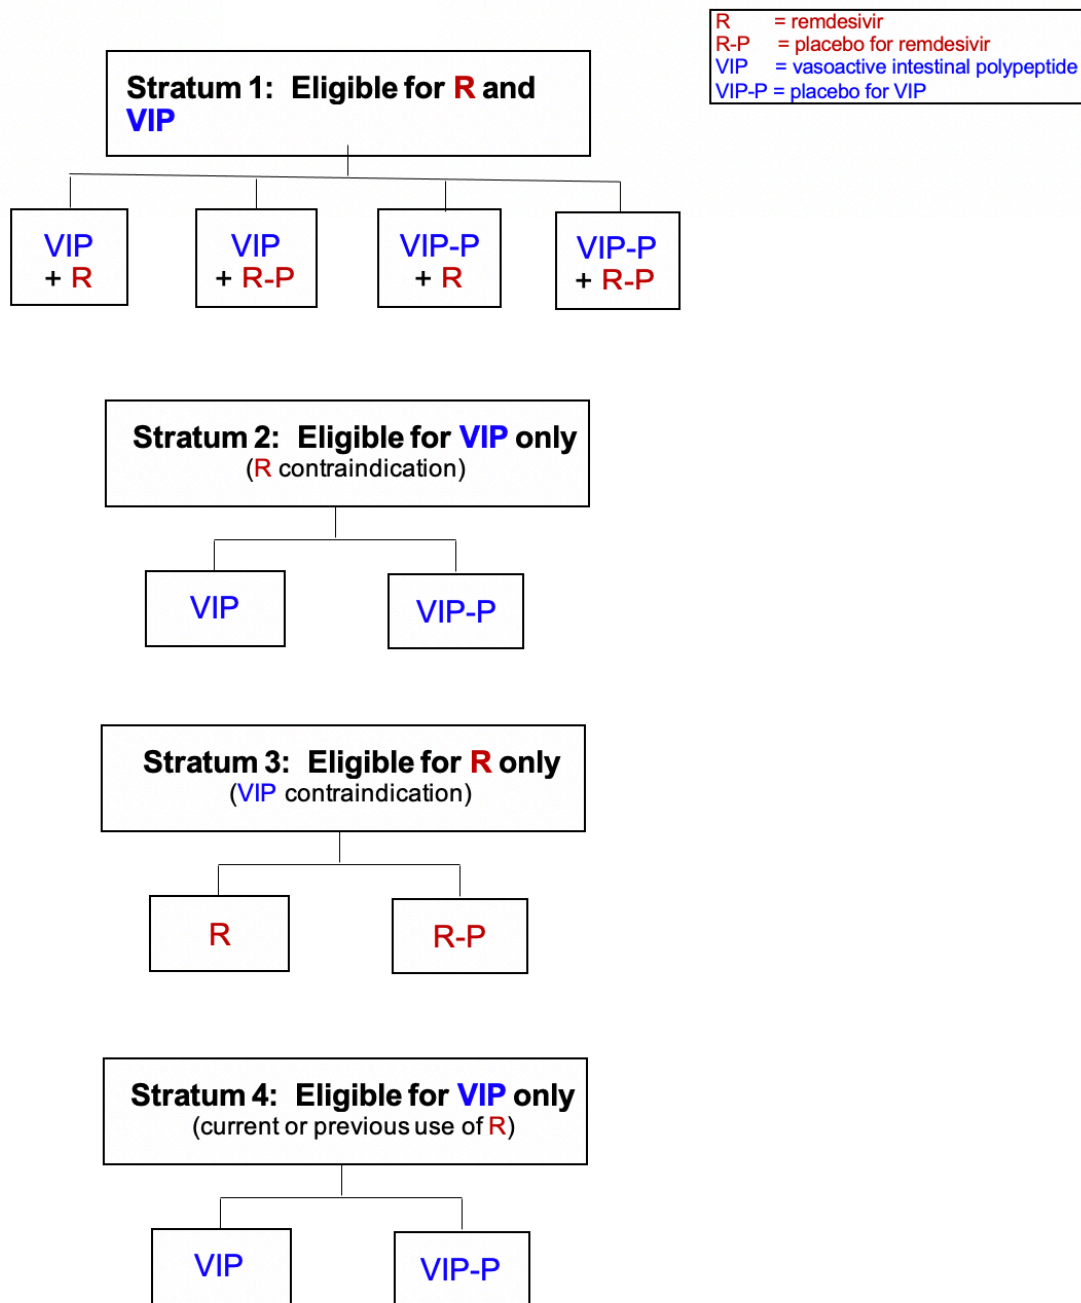 R = remdesivir
R-P = placebo for remdesivir
VIP = vasoactive intestinal polypeptide
VIP-P = placebo for VIP
Stratum 1: Eligible for R and
VIP
VIP
+ R
VIP
+ R-P
VIP-P
+ R
VIP-P
+ R-P
Stratum 2: Eligible for VIP only
(R contraindication)
VIP
VIP-P
Stratum 3: Eligible for R only
(VIP contraindication)
R
R-P
Stratum 4: Eligible for VIP only
(current or previous use of R)
VIP
VIP-P